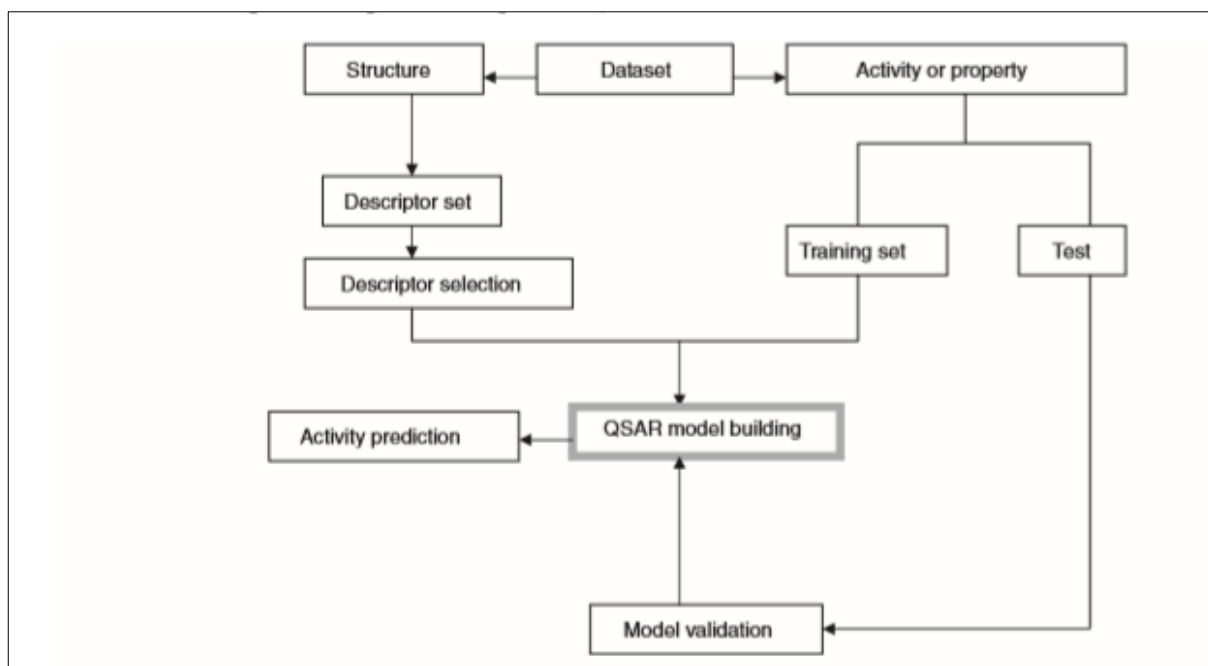 Structure
Dataset
Activity or property
Descriptor set
Training set
Test
Descriptor selection
QSAR model building
Activity prediction
Model validation